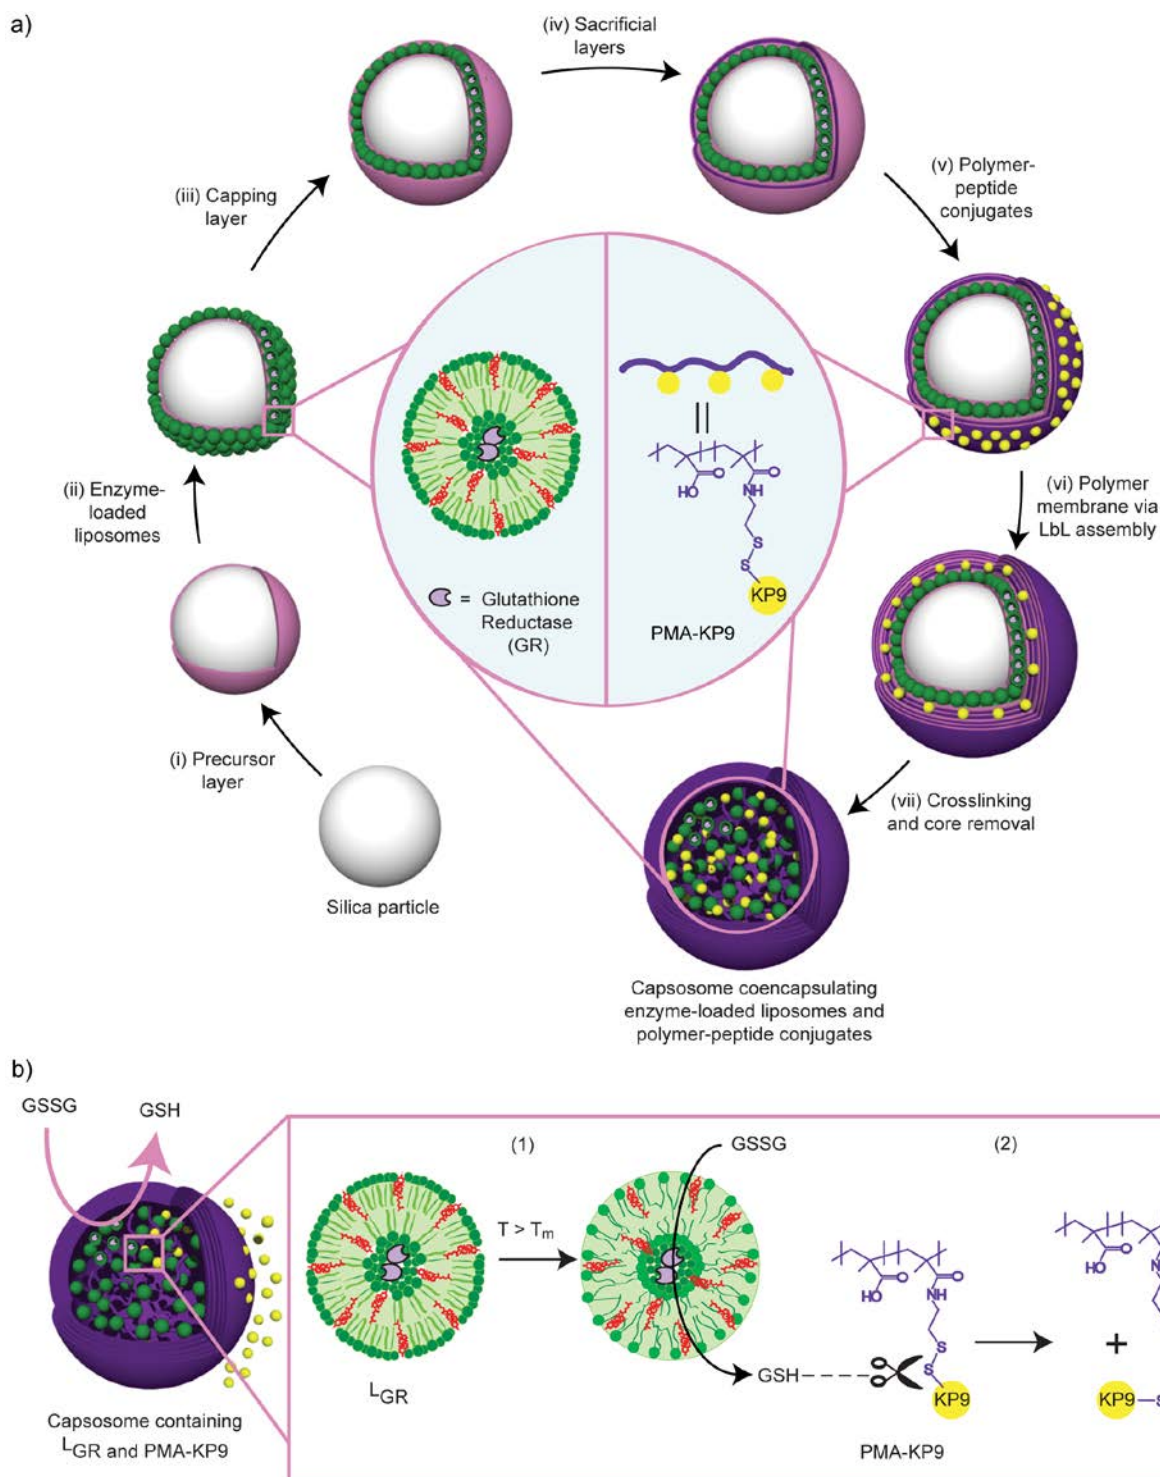 a)
(iv) Sacrificial
layers
(iii) Capping
layer
(v) Polymer-
peptide
conjugates
(ii) Enzyme-
loaded
liposomes
= Glutathione
Reductase
(GR)
HO
O
O
NH
S
S
KP9
PMA-KP9
(vi) Polymer
membrane via
LbL assembly
(i) Precursor
layer
(vii) Crosslinking
and core removal
Silica particle
Capsosome coencapsulating
enzyme-loaded liposomes and
polymer-peptide conjugates
b)
GSSG
GSH
(1)
GSSG
(2)
T > Tm
HO
O
O
NH
S
S
KP9
GSH
LGR
PMA-KP9
Capsosome containing
LGR and PMA-KP9
O
HO
+
KP9